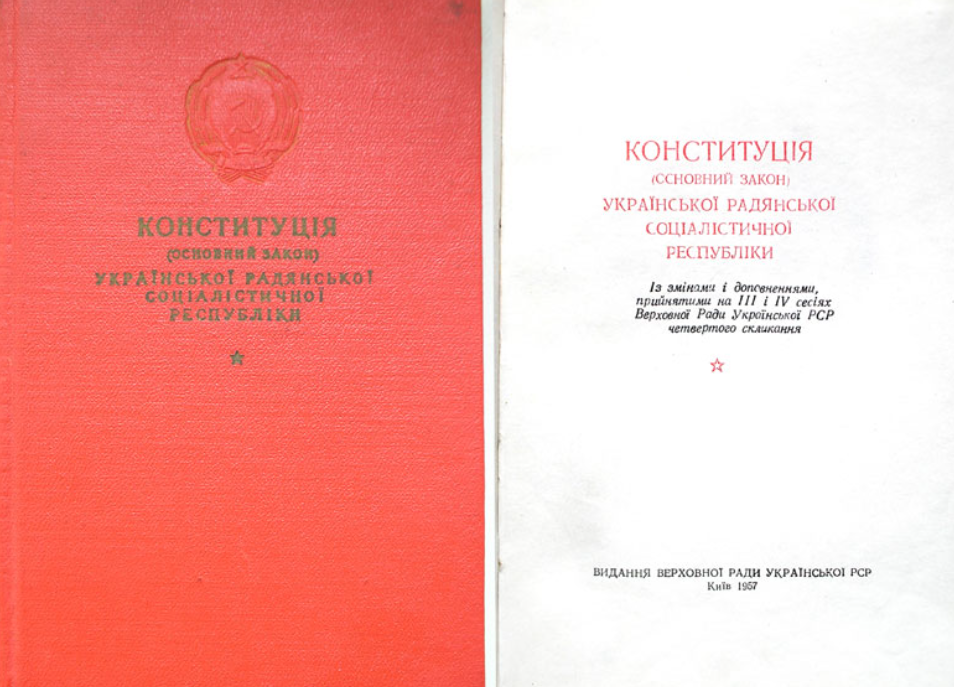 КОНСТИТУЦІЯ
(ОСНОВНИЙ ЗАКОН)
УКРАЇНСЬКОЇ РАДЯНСЬКОЇ
СОЦІАЛІСТИЧНОЇ
РЕСПУБЛІКИ
КОНСТИТУЦІЯ
(ОСНОВНИЙ ЗАКОН)
УКРАЇНСЬКОЇ РАДЯНСЬКОЇ
СОЦІАЛІСТИЧНОЇ
РЕСПУБЛІКИ
Із змінами і доповненнями,
прийнятими на III і IV сесіях
Верховної Ради Української РСР
четвертого скликання
ВИДАННЯ ВЕРХОВНОЇ РАДИ УКРАЇНСЬКОЇ РСР
Київ 1957